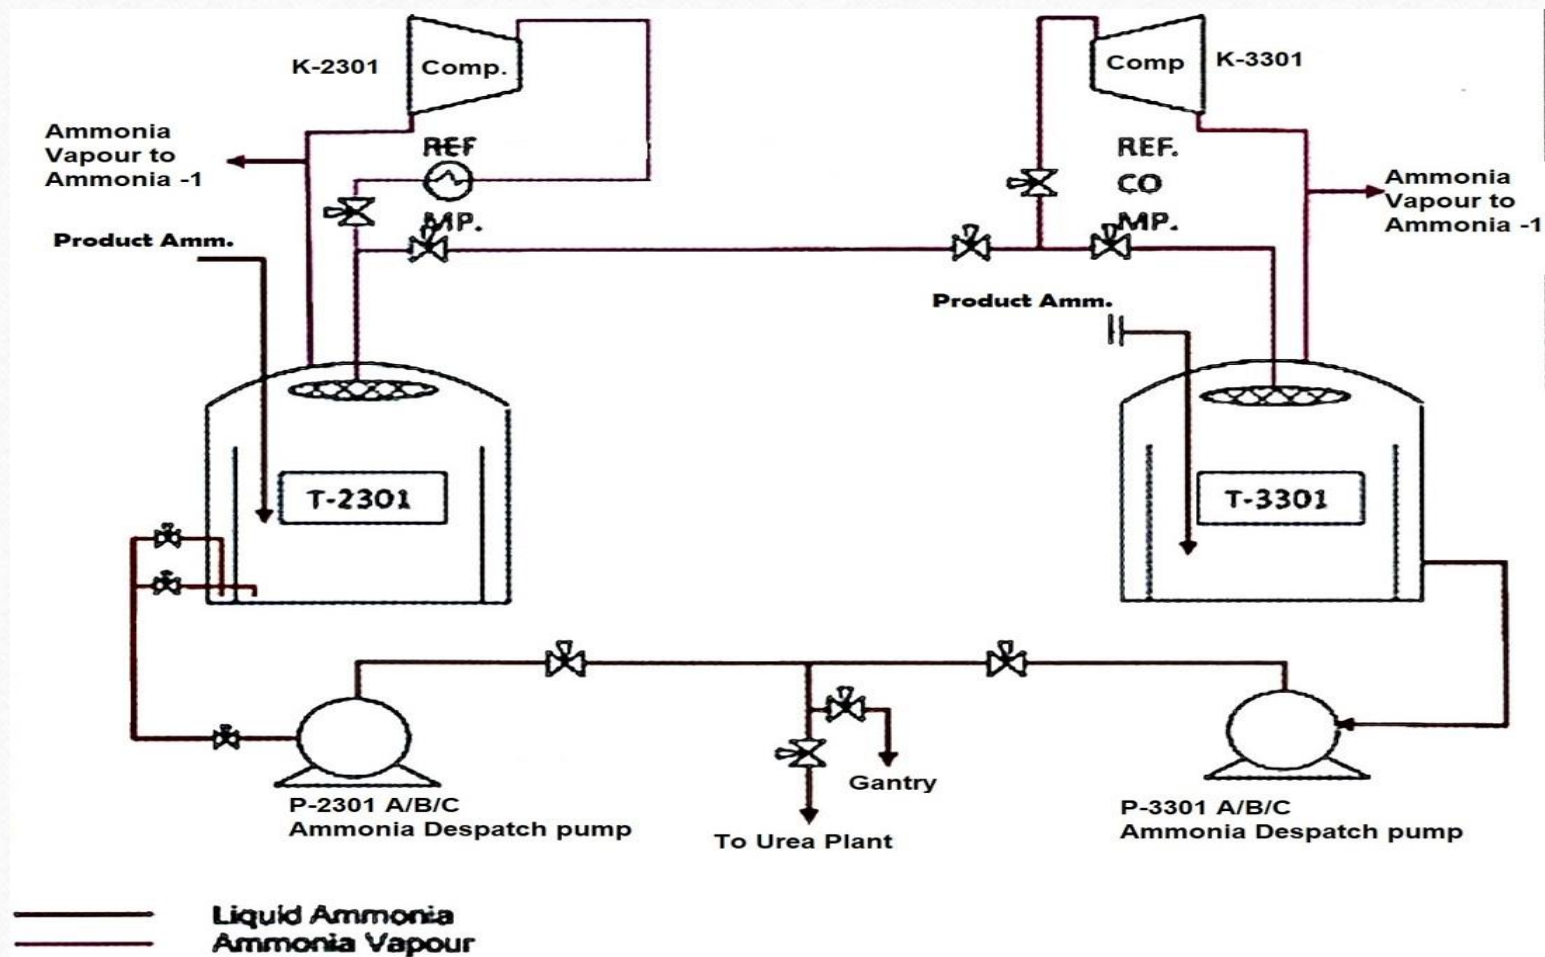 K-2301
Comp.
Comp
K-3301
Ammonia
Vapour to
Ammonia -1
REF
MP.
REF.
CO
MP.
Ammonia
Vapour to
Ammonia -1
Product Amm.
Product Amm.
T-2301
T-3301
Gantry
P-2301 A/B/C
Ammonia Despatch pump
To Urea Plant
P-3301 A/B/C
Ammonia Despatch pump
Liquid Ammonia
Ammonia Vapour